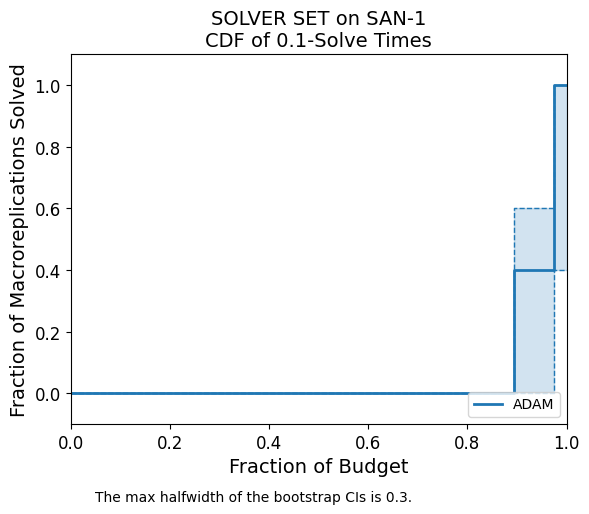 SOLVER SET on SAN-1
CDF of 0.1-Solve Times
Fraction of Macroreplications Solved
1.0
0.8
0.6
0.4
0.2
0.0
ADAM
0.0 0.2 0.4 0.6 0.8 1.0
Fraction of Budget
The max halfwidth of the bootstrap CIs is 0.3.